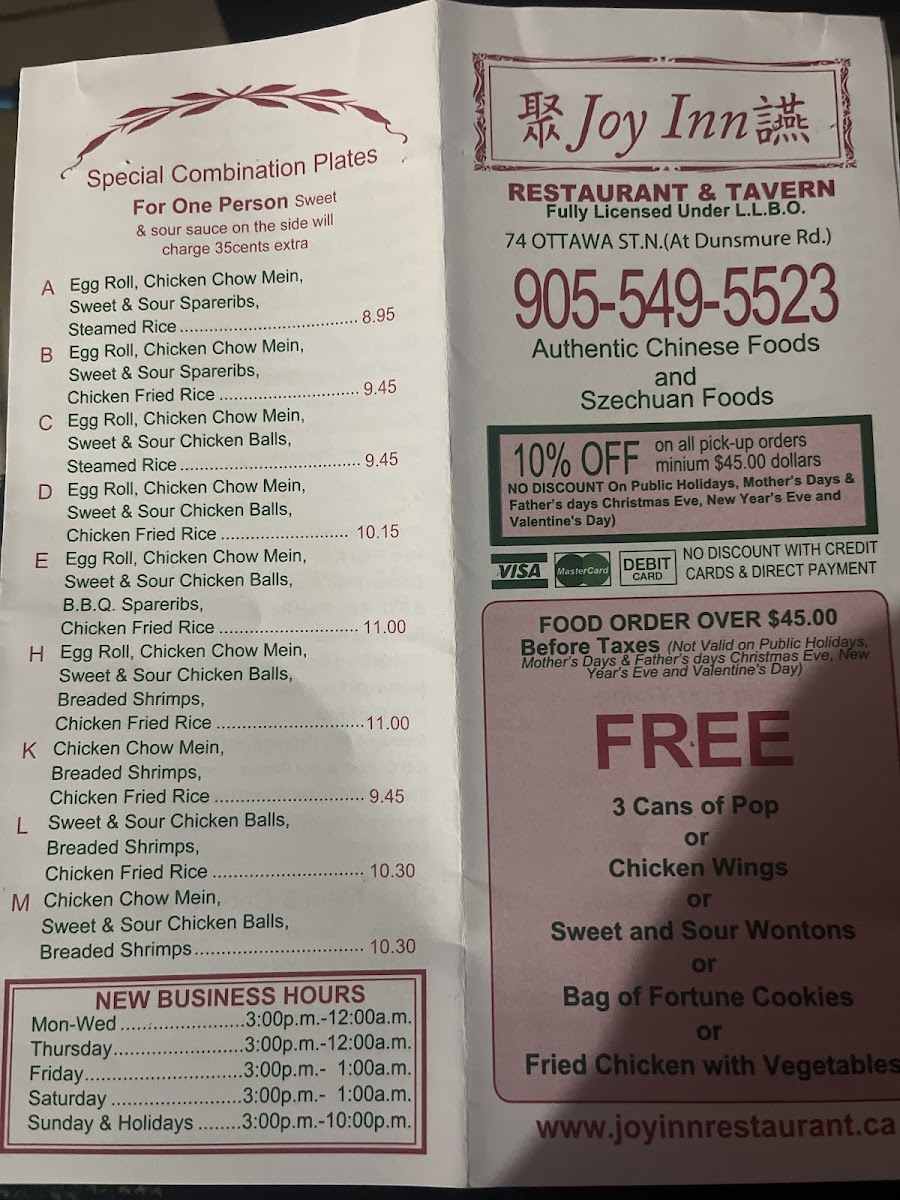 Special Combination Plates
For One Person Sweet
& sour sauce on the side will
charge 35cents extra
A Egg Roll, Chicken Chow Mein,
Sweet & Sour Spareribs,
Steamed Rice .................................... 8.95
B Egg Roll, Chicken Chow Mein,
Sweet & Sour Spareribs,
Chicken Fried Rice ............................ 9.45
C Egg Roll, Chicken Chow Mein,
Sweet & Sour Chicken Balls,
Steamed Rice .................................... 9.45
D Egg Roll, Chicken Chow Mein,
Sweet & Sour Chicken Balls,
Chicken Fried Rice .......................... 10.15
E Egg Roll, Chicken Chow Mein,
Sweet & Sour Chicken Balls,
B.B.Q. Spareribs,
Chicken Fried Rice ............................ 11.00
H Egg Roll, Chicken Chow Mein,
Sweet & Sour Chicken Balls,
Breaded Shrimps,
Chicken Fried Rice ............................. 11.00
K Chicken Chow Mein,
Breaded Shrimps,
Chicken Fried Rice ............................. 9.45
L Sweet & Sour Chicken Balls,
Breaded Shrimps,
Chicken Fried Rice ............................. 10.30
M Chicken Chow Mein,
Sweet & Sour Chicken Balls,
Breaded Shrimps ................................ 10.30
NEW BUSINESS HOURS
Mon-Wed .......................3:00p.m.-12:00a.m.
Thursday........................3:00p.m.-12:00a.m.
Friday.............................3:00p.m.- 1:00a.m.
Saturday ........................3:00p.m.- 1:00a.m.
Sunday & Holidays ........3:00p.m.-10:00p.m.
聚 Joy Inn 讌
RESTAURANT & TAVERN
Fully Licensed Under L.L.B.O.
74 OTTAWA ST.N.(At Dunsmure Rd.)
905-549-5523
Authentic Chinese Foods
and
Szechuan Foods
10% OFF on all pick-up orders
minium $45.00 dollars
NO DISCOUNT On Public Holidays, Mother's Days &
Father's days Christmas Eve, New Year's Eve and
Valentine's Day)
VISA MasterCard DEBIT CARD
NO DISCOUNT WITH CREDIT
CARDS & DIRECT PAYMENT
FOOD ORDER OVER $45.00
Before Taxes (Not Valid on Public Holidays,
Mother's Days & Father's days Christmas Eve, New
Year's Eve and Valentine's Day)
FREE
3 Cans of Pop
or
Chicken Wings
or
Sweet and Sour Wontons
or
Bag of Fortune Cookies
or
Fried Chicken with Vegetables
www.joyinnrestaurant.ca